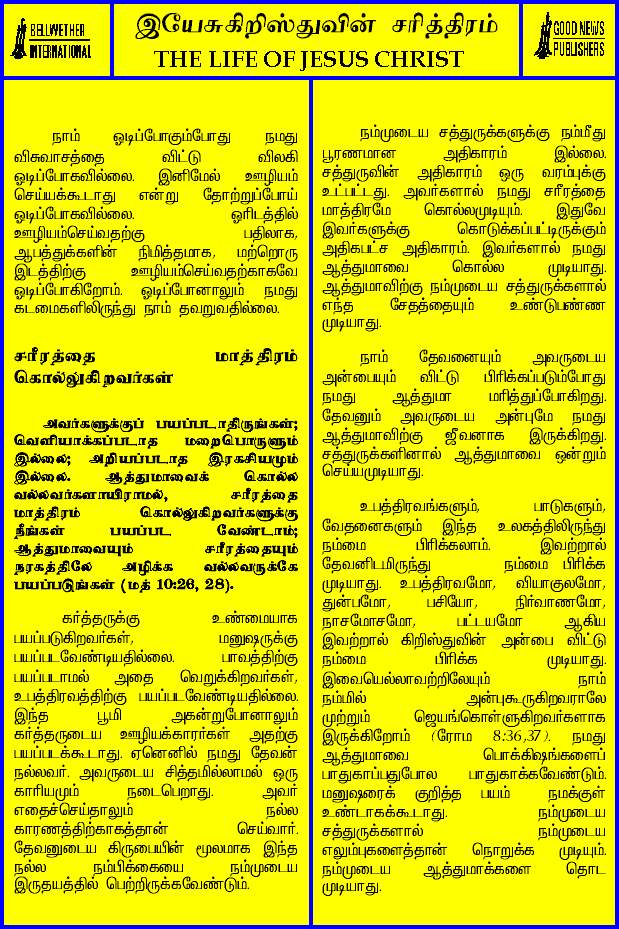 BELLWETHER
INTERNATIONAL
இயேசுகிறிஸ்துவின் சரித்திரம்
THE LIFE OF JESUS CHRIST
GOOD NEWS
PUBLISHERS
நாம் ஓடிப்போகும்போது நமது
விசுவாசத்தை விட்டு விலகி
ஓடிப்போகவில்லை. இனிமேல் ஊழியம்
செய்யக்கூடாது என்று தோற்றுப்போய்
ஓடிப்போகவில்லை. ஓரிடத்தில்
ஊழியம்செய்வதற்கு பதிலாக,
ஆபத்துக்களின் நிமித்தமாக, மற்றொரு
இடத்திற்கு ஊழியம்செய்வதற்காகவே
ஓடிப்போகிறோம். ஓடிப்போனாலும் நமது
கடமைகளிலிருந்து நாம் தவறுவதில்லை.
சரீரத்தை மாத்திரம்
கொல்லுகிறவர்கள்
அவர்களுக்குப் பயப்படாதிருங்கள்;
வெளியாக்கப்படாத மறைபொருளும்
இல்லை; அறியப்படாத இரகசியமும்
இல்லை. ஆத்துமாவைக் கொல்ல
வல்லவர்களாயிராமல், சரீரத்தை
மாத்திரம் கொல்லுகிறவர்களுக்கு
நீங்கள் பயப்பட வேண்டாம்;
ஆத்துமாவையும் சரீரத்தையும்
நரகத்திலே அழிக்க வல்லவருக்கே
பயப்படுங்கள் (மத் 10:26, 28).
கர்த்தருக்கு உண்மையாக
பயப்படுகிறவர்கள், மனுஷருக்கு
பயப்படவேண்டியதில்லை. பாவத்திற்கு
பயப்படாமல் அதை வெறுக்கிறவர்கள்,
உபத்திரவத்திற்கு பயப்படவேண்டியதில்லை.
இந்த பூமி அகன்றுபோனாலும்
கர்த்தருடைய ஊழியக்காரர்கள் அதற்கு
பயப்படக்கூடாது. ஏனெனில் நமது தேவன்
நல்லவர். அவருடைய சித்தமில்லாமல் ஒரு
காரியமும் நடைபெறாது. அவர்
எதைச்செய்தாலும் நல்ல
காரணத்திற்காகத்தான் செய்வார்.
தேவனுடைய கிருபையின் மூலமாக இந்த
நல்ல நம்பிக்கையை நம்முடைய
இருதயத்தில் பெற்றிருக்கவேண்டும்.
நம்முடைய சத்துருக்களுக்கு நம்மீது
பூரணமான அதிகாரம் இல்லை.
சத்துருவின் அதிகாரம் ஒரு வரம்புக்கு
உட்பட்டது. அவர்களால் நமது சரீரத்தை
மாத்திரமே கொல்லமுடியும். இதுவே
இவர்களுக்கு கொடுக்கப்பட்டிருக்கும்
அதிகபட்ச அதிகாரம். இவர்களால் நமது
ஆத்துமாவை கொல்ல முடியாது.
ஆத்துமாவிற்கு நம்முடைய சத்துருக்களால்
எந்த சேதத்தையும் உண்டுபண்ண
முடியாது.
நாம் தேவனையும் அவருடைய
அன்பையும் விட்டு பிரிக்கப்படும்போது
நமது ஆத்துமா மரித்துப்போகிறது.
தேவனும் அவருடைய அன்புமே நமது
ஆத்துமாவிற்கு ஜீவனாக இருக்கிறது.
சத்துருக்களினால் ஆத்துமாவை ஒன்றும்
செய்யமுடியாது.
உபத்திரவங்களும், பாடுகளும்,
வேதனைகளும் இந்த உலகத்திலிருந்து
நம்மை பிரிக்கலாம். இவற்றால்
தேவனிடமிருந்து நம்மை பிரிக்க
முடியாது. உபத்திரவமோ, வியாகுலமோ,
துன்பமோ, பசியோ, நிர்வாணமோ,
நாசமோசமோ, பட்டயமோ ஆகிய
இவற்றால் கிறிஸ்துவின் அன்பை விட்டு
நம்மை பிரிக்க முடியாது.
இவையெல்லாவற்றிலேயும் நாம்
நம்மில் அன்புகூருகிறவராலே
முற்றும் ஜெயங்கொள்ளுகிறவர்களாக
இருக்கிறோம் (ரோம 8:36,37). நமது
ஆத்துமாவை பொக்கிஷங்களைப்
பாதுகாப்பதுபோல பாதுகாக்கவேண்டும்.
மனுஷரைக் குறித்த பயம் நமக்குள்
உண்டாகக்கூடாது. நம்முடைய
சத்துருக்களால் நம்முடைய
எலும்புகளைத்தான் நொறுக்க முடியும்.
நம்முடைய ஆத்துமாக்களை தொட
முடியாது.